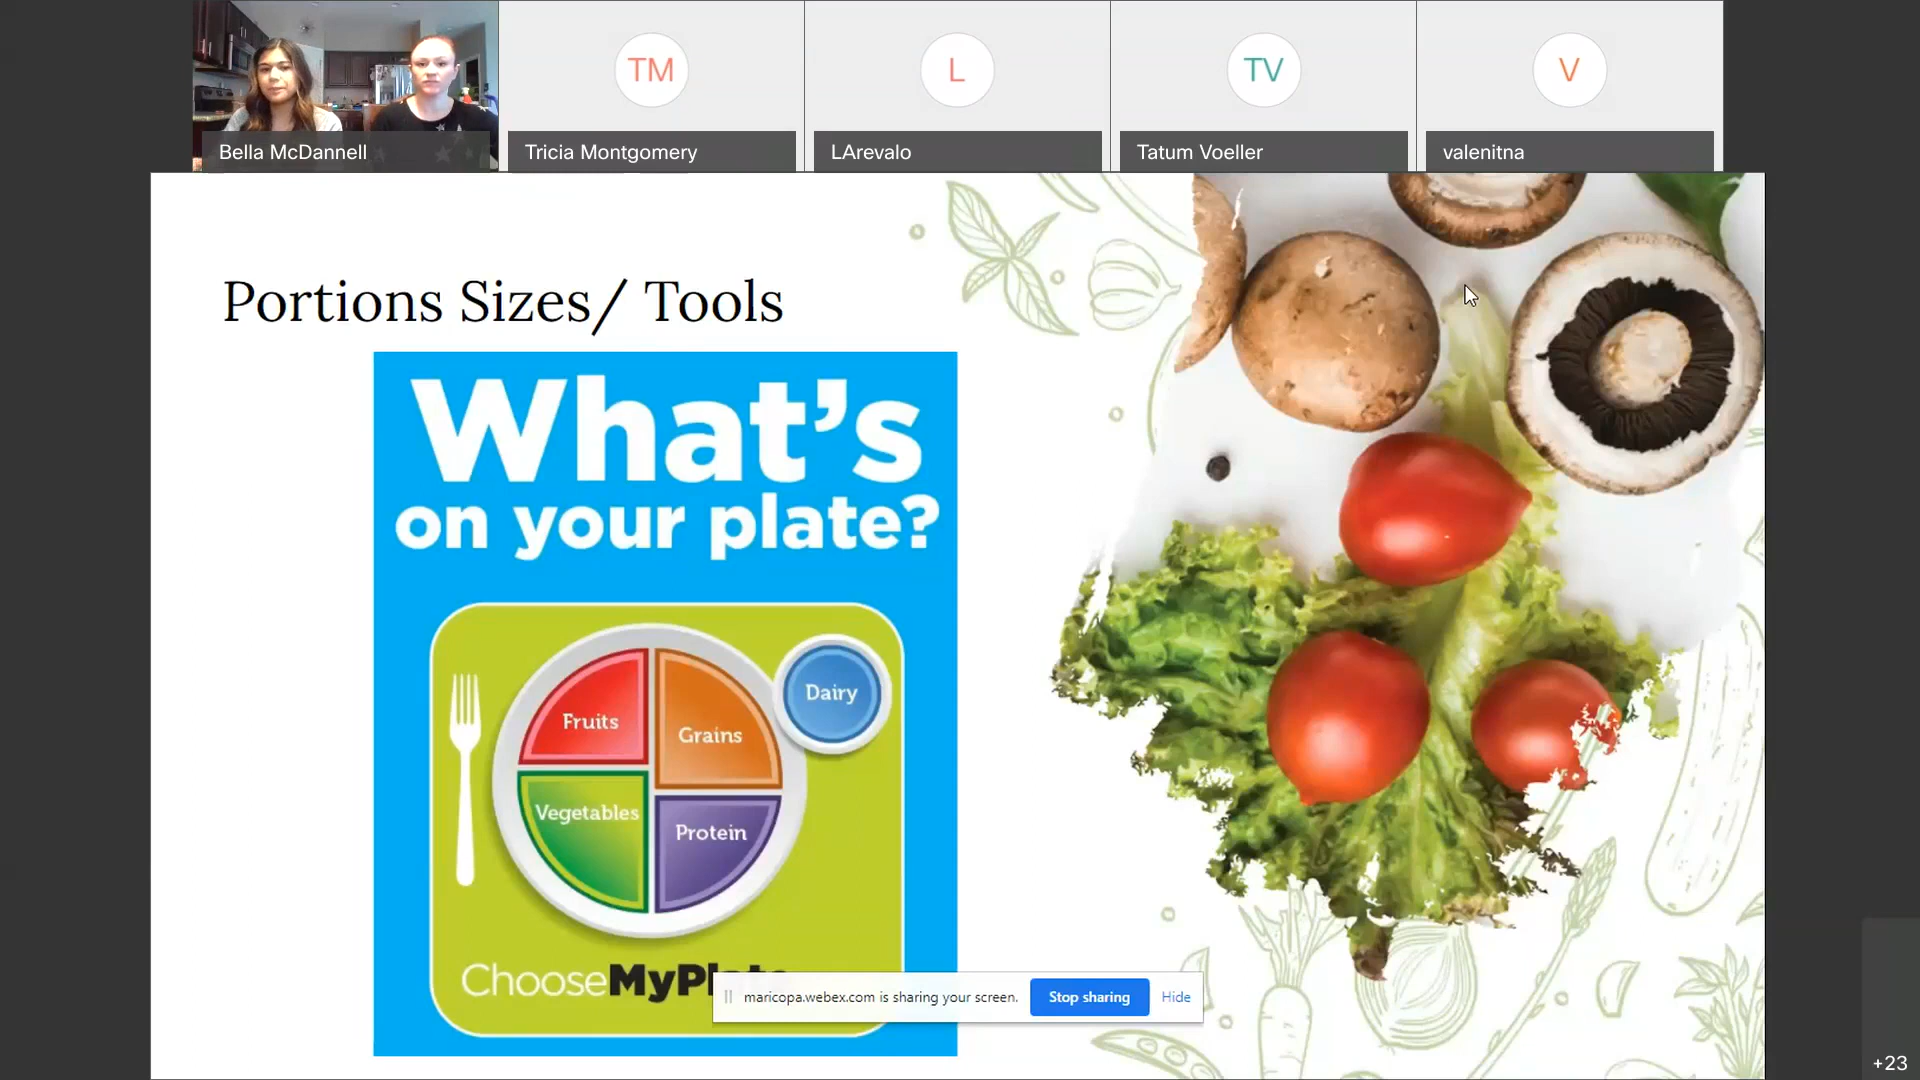 TM
L
TV
V
Bella McDannell
Tricia Montgomery
LArevalo
Tatum Voeller
valenitna
Portions Sizes/ Tools
What's
on your plate?
Dairy
Fruits
Grains
Vegetables
Protein
ChooseMyPlate
maricopa.webex.com is sharing your screen.
Stop sharing
Hide
+23